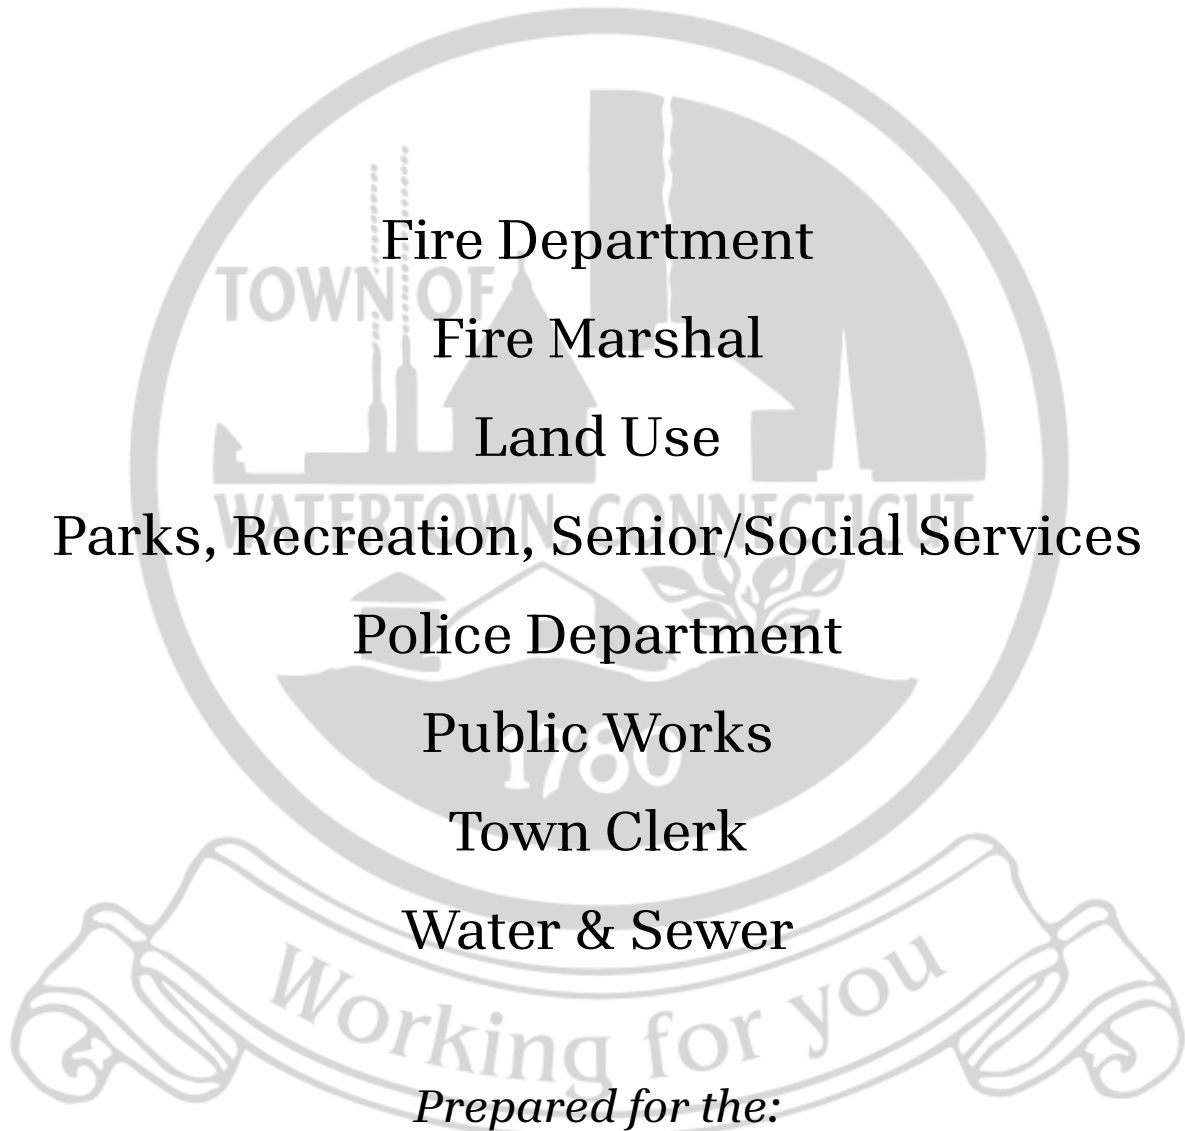 Fire Department
TOWN OF
Fire Marshal
Land Use
WATERTOWN, CONNECTICUT
Parks, Recreation, Senior/Social Services
Police Department
Public Works
1780
Town Clerk
Water & Sewer
Working for you
Prepared for the: